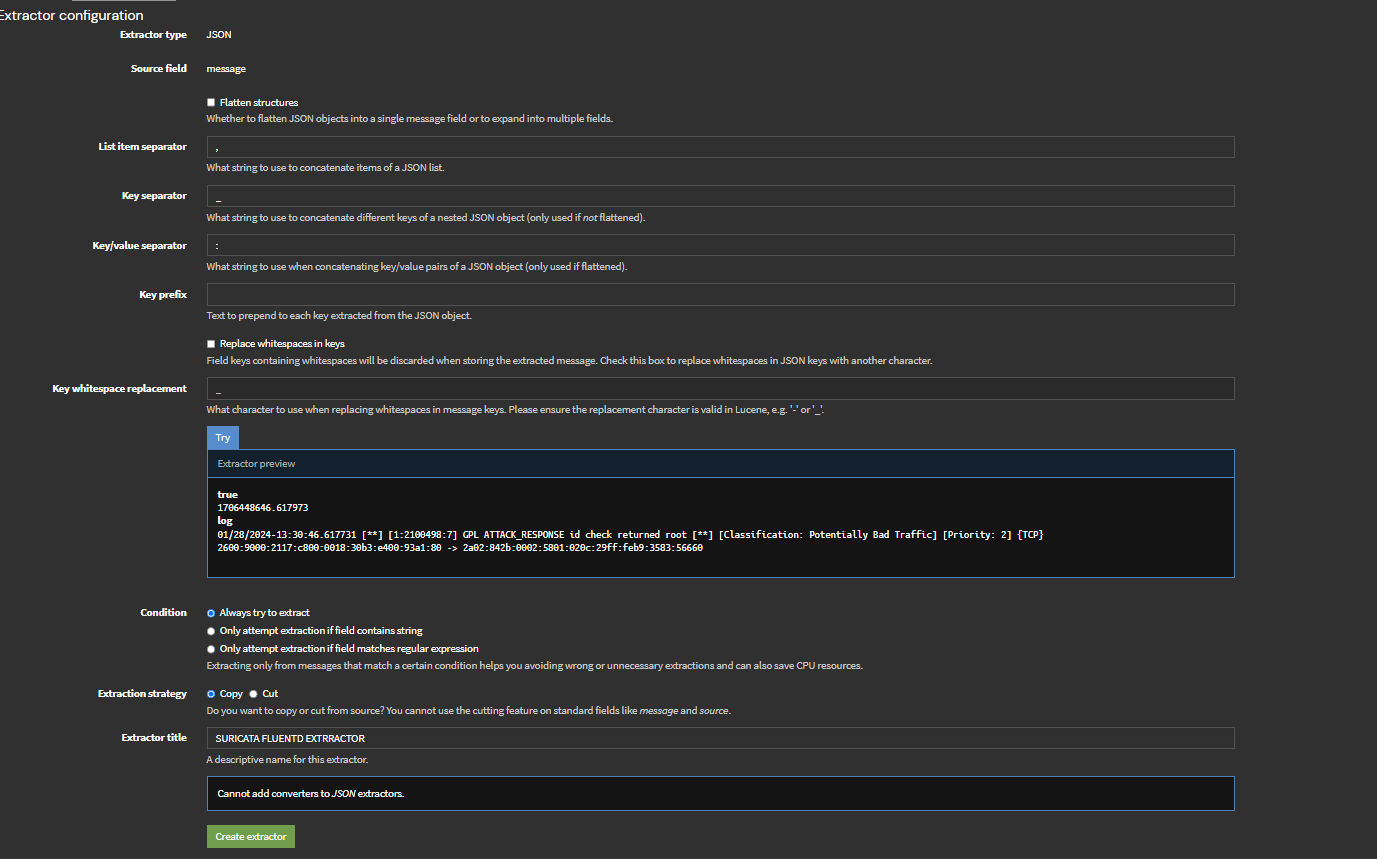 Extractor configuration
Extractor type JSON
Source field message
Flatten structures
Whether to flatten JSON objects into a single message field or to expand into multiple fields.
List item separator ,
What string to use to concatenate items of a JSON list.
Key separator _
What string to use to concatenate different keys of a nested JSON object (only used if not flattened).
Key/value separator :
What string to use when concatenating key/value pairs of a JSON object (only used if flattened).
Key prefix
Text to prepend to each key extracted from the JSON object.
Replace whitespaces in keys
Field keys containing whitespaces will be discarded when storing the extracted message. Check this box to replace whitespaces in JSON keys with another character.
Key whitespace replacement _
What character to use when replacing whitespaces in message keys. Please ensure the replacement character is valid in Lucene, e.g. '-' or '_'.
Try
Extractor preview
true
1706448646.617973
log
01/28/2024-13:30:46.617731 [**] [1:2100498:7] GPL ATTACK_RESPONSE id check returned root [**] [Classification: Potentially Bad Traffic] [Priority: 2] {TCP}
2600:9000:2117:c800:0018:30b3:e400:93a1:80 -> 2a02:842b:0002:5801:020c:29ff:feb9:3583:56660
Condition Always try to extract
Only attempt extraction if field contains string
Only attempt extraction if field matches regular expression
Extracting only from messages that match a certain condition helps you avoiding wrong or unnecessary extractions and can also save CPU resources.
Extraction strategy Copy Cut
Do you want to copy or cut from source? You cannot use the cutting feature on standard fields like message and source.
Extractor title SURICATA FLUENTD EXTRRACTOR
A descriptive name for this extractor.
Cannot add converters to JSON extractors.
Create extractor